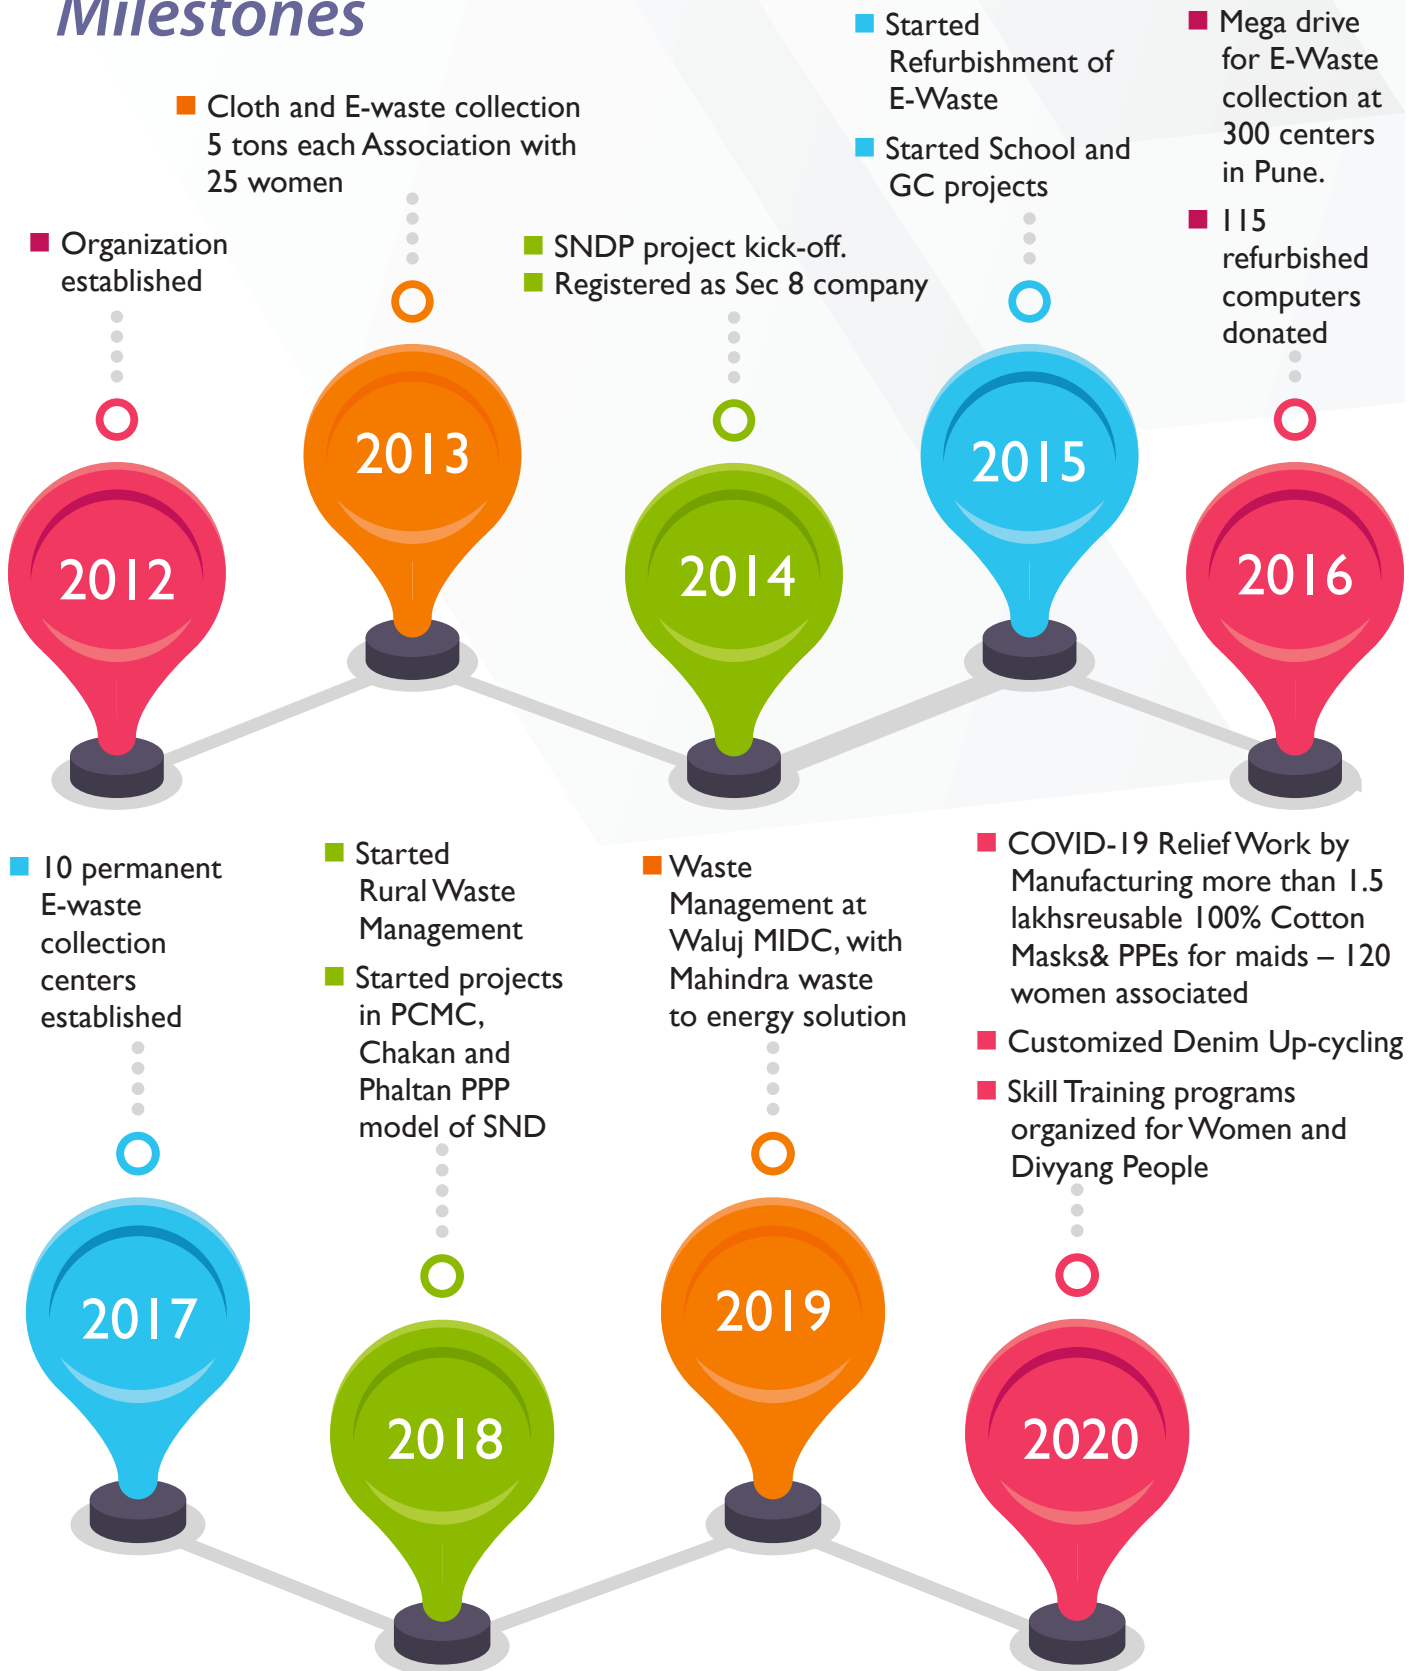 Milestones
Organization
established
2012
Cloth and E-waste collection
5 tons each Association with
25 women
2013
SNDP project kick-off.
Registered as Sec 8 company
2014
Started
Refurbishment of
E-Waste
Started School and
GC projects
2015
Mega drive
for E-Waste
collection at
300 centers
in Pune.
115
refurbished
computers
donated
2016
10 permanent
E-waste
collection
centers
established
2017
Started
Rural Waste
Management
Started projects
in PCMC,
Chakan and
Phaltan PPP
model of SND
2018
Waste
Management at
Waluj MIDC, with
Mahindra waste
to energy solution
2019
COVID-19 Relief Work by
Manufacturing more than 1.5
lakhsreusable 100% Cotton
Masks& PPEs for maids – 120
women associated
Customized Denim Up-cycling
Skill Training programs
organized for Women and
Divyang People
2020